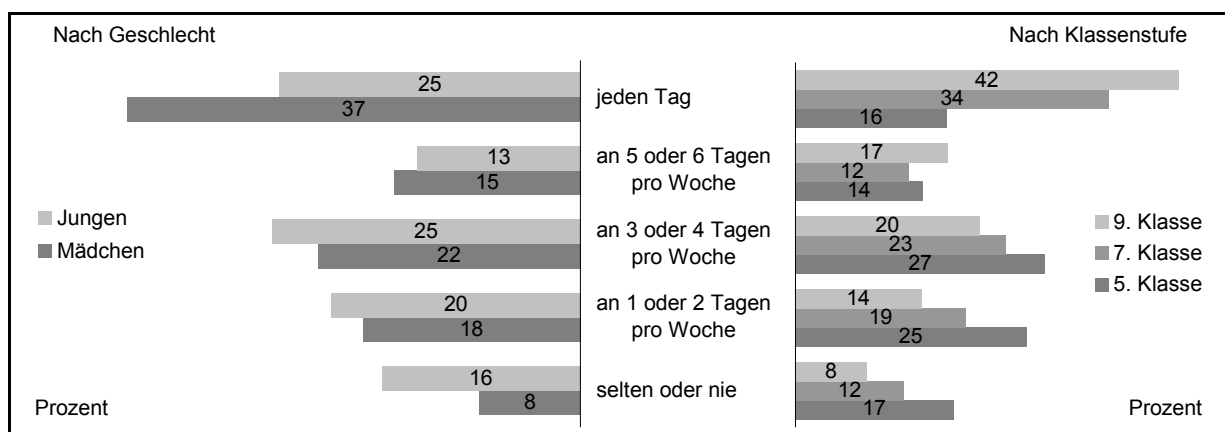 Nach Geschlecht
Nach Klassenstufe
25
37
jeden Tag
42
34
16
13
15
an 5 oder 6 Tagen
pro Woche
17
12
14
Jungen
Mädchen
25
22
an 3 oder 4 Tagen
pro Woche
20
23
27
9. Klasse
7. Klasse
5. Klasse
20
18
an 1 oder 2 Tagen
pro Woche
14
19
25
16
8
selten oder nie
8
12
17
Prozent
Prozent